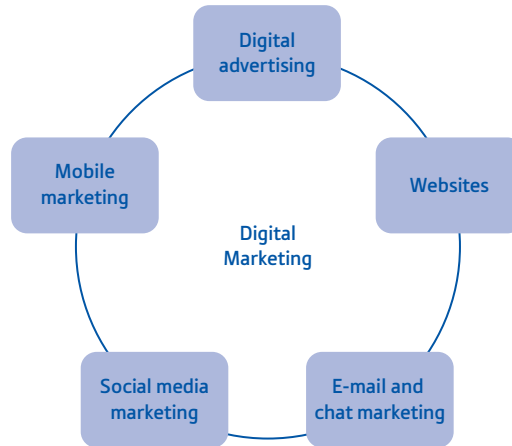 Digital
advertising
Mobile
marketing
Websites
Digital
Marketing
Social media
marketing
E-mail and
chat marketing